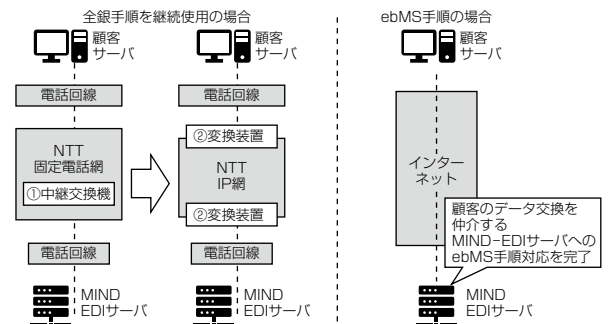 全銀手順を継続使用の場合
顧客
サーバ
電話回線
NTT
固定電話網
①中継交換機
電話回線
MIND
EDIサーバ
顧客
サーバ
電話回線
②変換装置
NTT
IP網
②変換装置
電話回線
MIND
EDIサーバ
ebMS手順の場合
顧客
サーバ
インター
ネット
顧客のデータ交換を
仲介する
MIND-EDIサーバへの
ebMS手順対応を完了
MIND
EDIサーバ